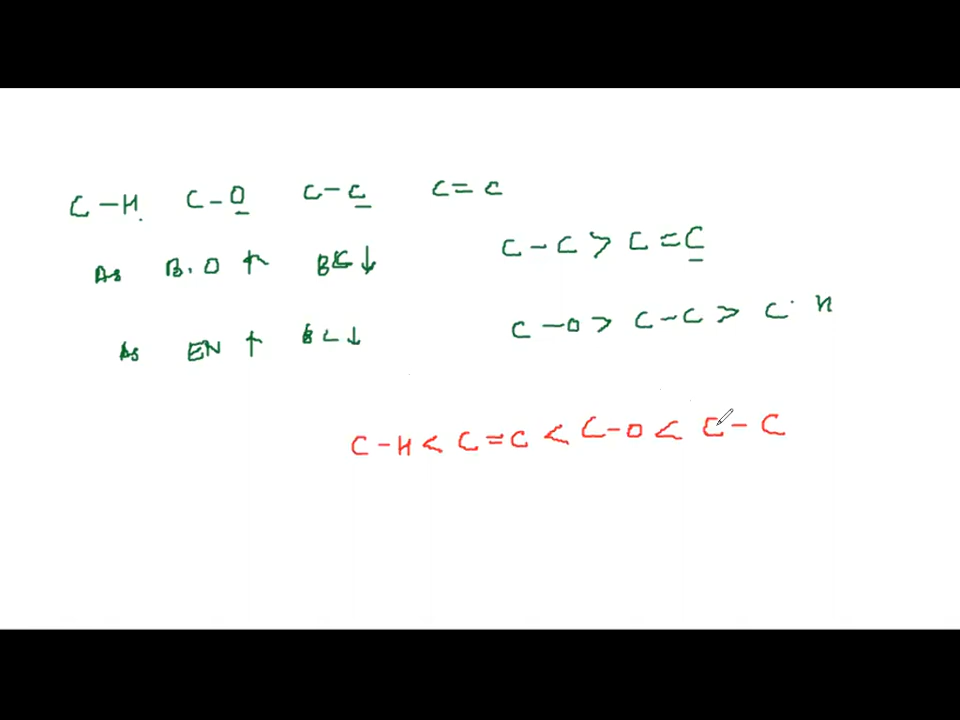 C-H C-O C-C C=C
As B.O ↑ BL ↓
C-C > C=C
As EN ↑ BL ↓
C-O > C-C > C-H
C-H < C=C < C-O < C-C